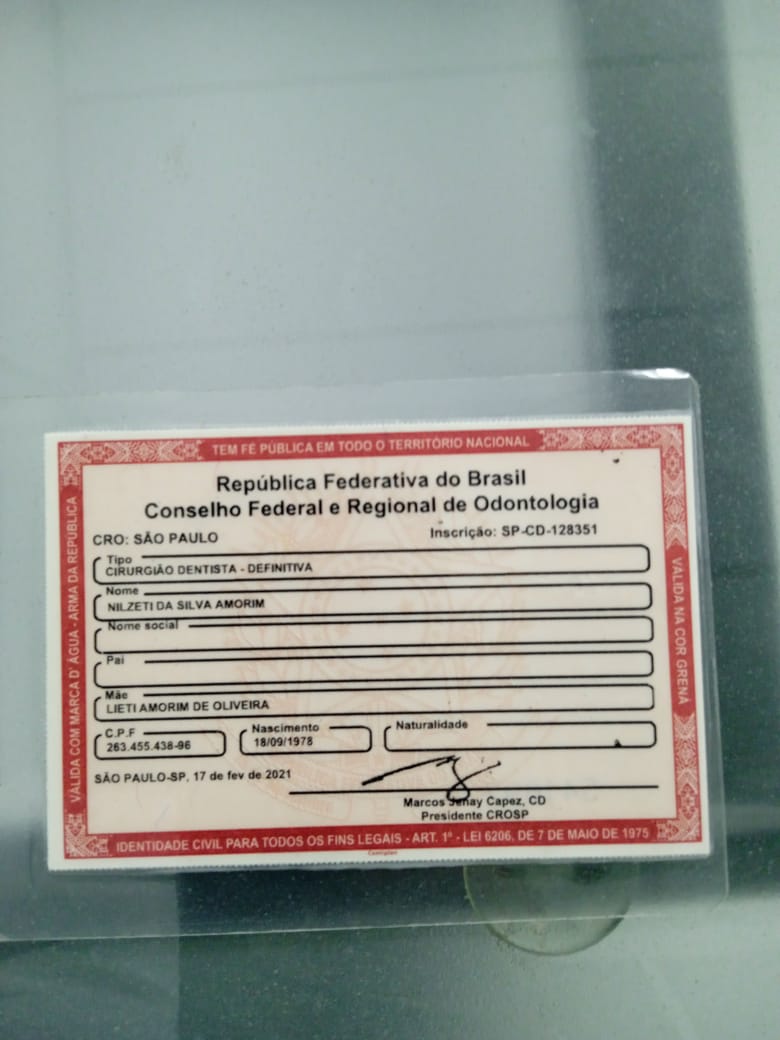 TEM FÉ PÚBLICA EM TODO O TERRITÓRIO NACIONAL
República Federativa do Brasil
Conselho Federal e Regional de Odontologia
CRO: SÃO PAULO
Inscrição: SP-CD-128351
Tipo
CIRURGIÃO DENTISTA - DEFINITIVA
Nome
NILZETI DA SILVA AMORIM
Nome social
Pai
Mãe
LIETI AMORIM DE OLIVEIRA
C.P.F
263.455.438-96
Nascimento
18/09/1978
Naturalidade
SÃO PAULO-SP, 17 de fev de 2021
Marcos Capez, CD
Presidente CROSP
IDENTIDADE CIVIL PARA TODOS OS FINS LEGAIS - ART. 1º - LEI 6206, DE 7 DE MAIO DE 1975
VÁLIDA COM MARCA D'ÁGUA - ARMA DA REPÚBLICA
VÁLIDA NA COR GRENÁ